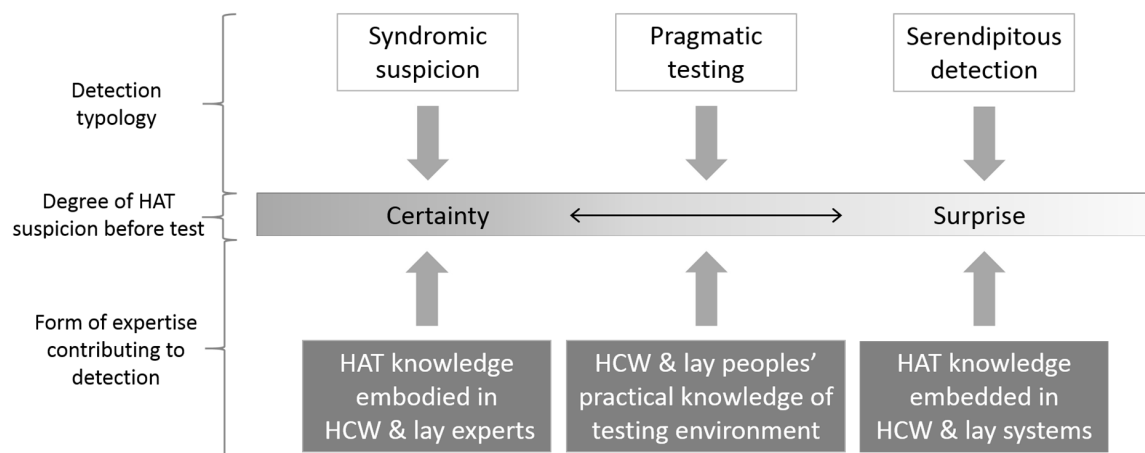 Detection
typology
Syndromic
suspicion
Pragmatic
testing
Serendipitous
detection
Degree of HAT
suspicion before test
Certainty
Surprise
Form of expertise
contributing to
detection
HAT knowledge
embodied in
HCW & lay experts
HCW & lay peoples’
practical knowledge of
testing environment
HAT knowledge
embedded in
HCW & lay systems